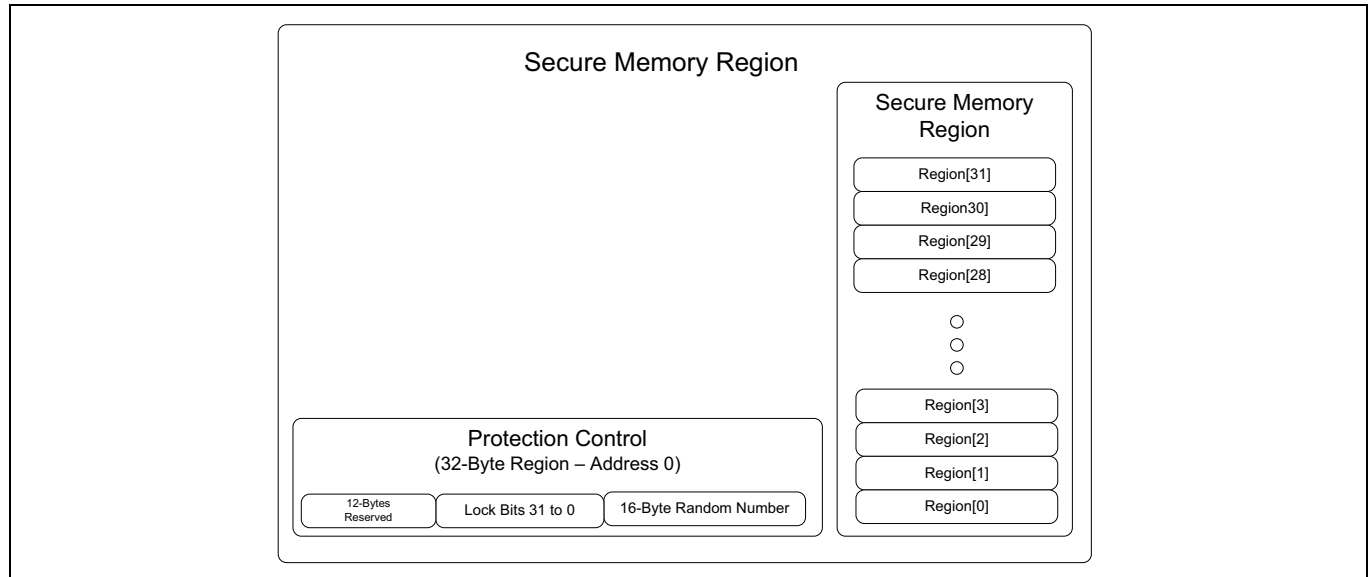 Secure Memory Region
Secure Memory
Region
Region[31]
Region30]
Region[29]
Region[28]
Region[3]
Region[2]
Region[1]
Region[0]
Protection Control
(32-Byte Region – Address 0)
12-Bytes
Reserved
Lock Bits 31 to 0
16-Byte Random Number